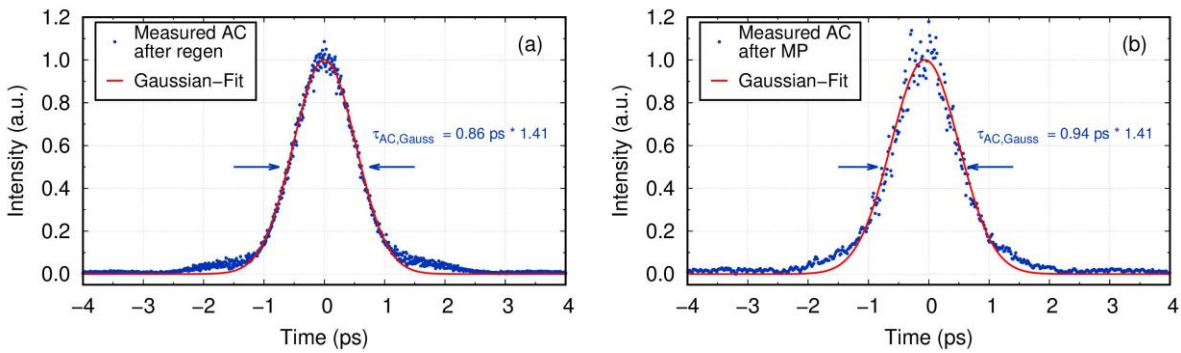 1.2
1.0
0.8
0.6
0.4
0.2
0.0
Intensity (a.u.)
Measured AC
after regen
Gaussian−Fit
(a)
τAC,Gauss = 0.86 ps * 1.41
−4 −3 −2 −1 0 1 2 3 4
Time (ps)
1.2
1.0
0.8
0.6
0.4
0.2
0.0
Intensity (a.u.)
Measured AC
after MP
Gaussian−Fit
(b)
τAC,Gauss = 0.94 ps * 1.41
−4 −3 −2 −1 0 1 2 3 4
Time (ps)